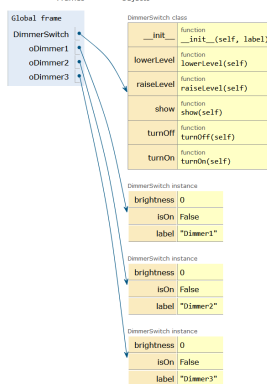 Frames Objects
Global frame
DimmerSwitch
oDimmer1
oDimmer2
oDimmer3
DimmerSwitch class
__init__ function
__init__(self, label)
lowerLevel function
lowerLevel(self)
raiseLevel function
raiseLevel(self)
show function
show(self)
turnOff function
turnOff(self)
turnOn function
turnOn(self)
DimmerSwitch instance
brightness 0
isOn False
label "Dimmer1"
DimmerSwitch instance
brightness 0
isOn False
label "Dimmer2"
DimmerSwitch instance
brightness 0
isOn False
label "Dimmer3"